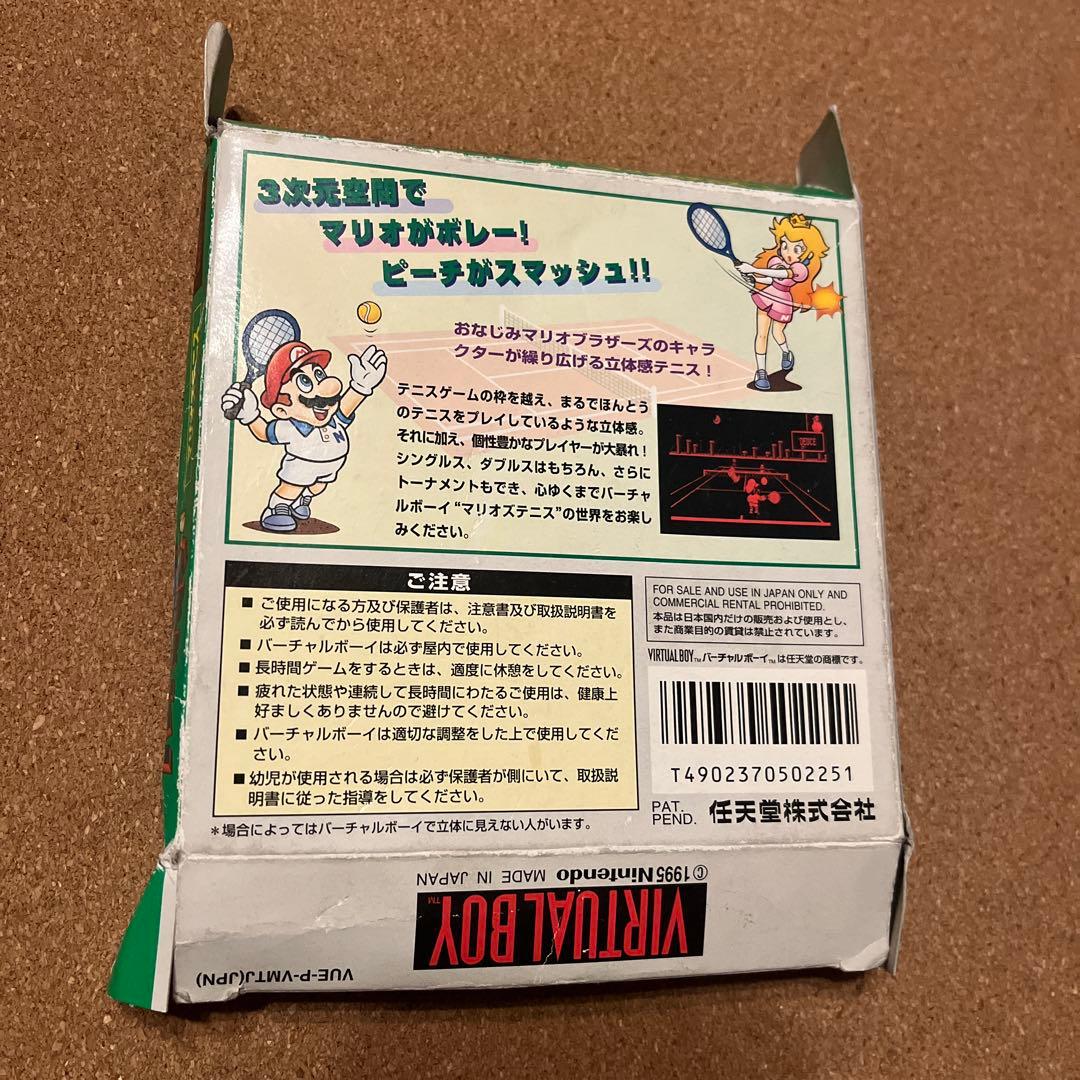 3次元空間で
マリオがボレー!
ピーチがスマッシュ!!
おなじみマリオブラザーズのキャラ
クターが繰り広げる立体感テニス!
テニスゲームの枠を越え、まるでほんとう
のテニスをプレイしているような立体感。
それに加え、個性豊かなプレイヤーが大暴れ!
シングルス、ダブルスはもちろん、さらに
トーナメントもでき、心ゆくまでバーチャ
ルボーイ“マリオズテニス”の世界をお楽し
みください。
DEUCE
N
ご注意
■ ご使用になる方及び保護者は、注意書及び取扱説明書を
必ず読んでから使用してください。
■ バーチャルボーイは必ず屋内で使用してください。
■ 長時間ゲームをするときは、適度に休憩をしてください。
■ 疲れた状態や連続して長時間にわたるご使用は、健康上
好ましくありませんので避けてください。
■ バーチャルボーイは適切な調整をした上で使用してくだ
さい。
■ 幼児が使用される場合は必ず保護者が側にいて、取扱説
明書に従った指導をしてください。
*場合によってはバーチャルボーイで立体に見えない人がいます。
FOR SALE AND USE IN JAPAN ONLY AND
COMMERCIAL RENTAL PROHIBITED.
本品は日本国内だけの販売および使用とし、
また商業目的の賃貸は禁止されています。
VIRTUAL BOY™ バーチャルボーイ™は任天堂の商標です。
T4902370502251
PAT.
PEND. 任天堂株式会社
©1995 Nintendo MADE IN JAPAN
VIRTUAL BOY™
VUE-P-VMTJ(JPN)